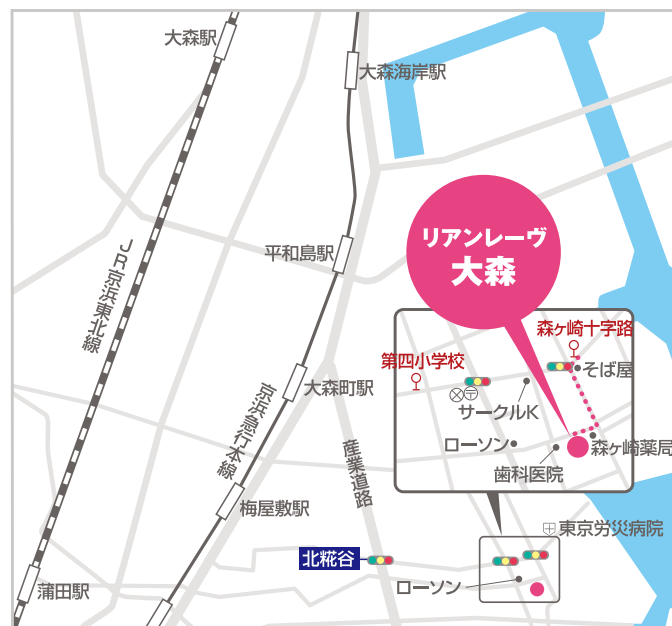 大森駅
大森海岸駅
リアンレーヴ
大森
平和島駅
JR京浜東北線
森ヶ崎十字路
第四小学校
そば屋
大森町駅
サークルK
京浜急行本線
ローソン
森ヶ崎薬局
産業道路
歯科医院
梅屋敷駅
東京労災病院
北糀谷
ローソン
蒲田駅